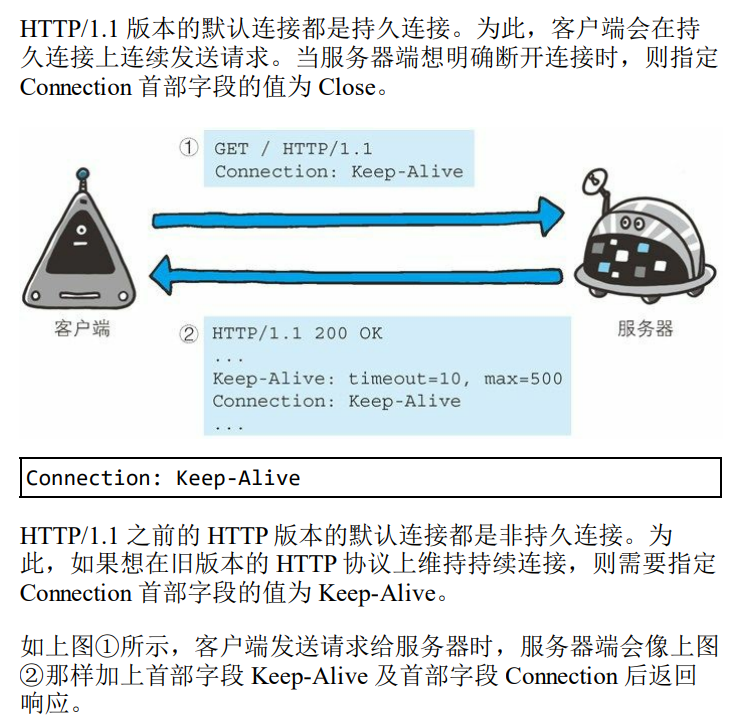 HTTP/1.1 版本的默认连接都是持久连接。为此，客户端会在持
久连接上连续发送请求。当服务器端想明确断开连接时，则指定
Connection 首部字段的值为 Close。
① GET / HTTP/1.1
Connection: Keep-Alive
客户端
服务器
② HTTP/1.1 200 OK
...
Keep-Alive: timeout=10, max=500
Connection: Keep-Alive
...
Connection: Keep-Alive
HTTP/1.1 之前的 HTTP 版本的默认连接都是非持久连接。为
此，如果想在旧版本的 HTTP 协议上维持持续连接，则需要指定
Connection 首部字段的值为 Keep-Alive。
如上图①所示，客户端发送请求给服务器时，服务器端会像上图
②那样加上首部字段 Keep-Alive 及首部字段 Connection 后返回
响应。